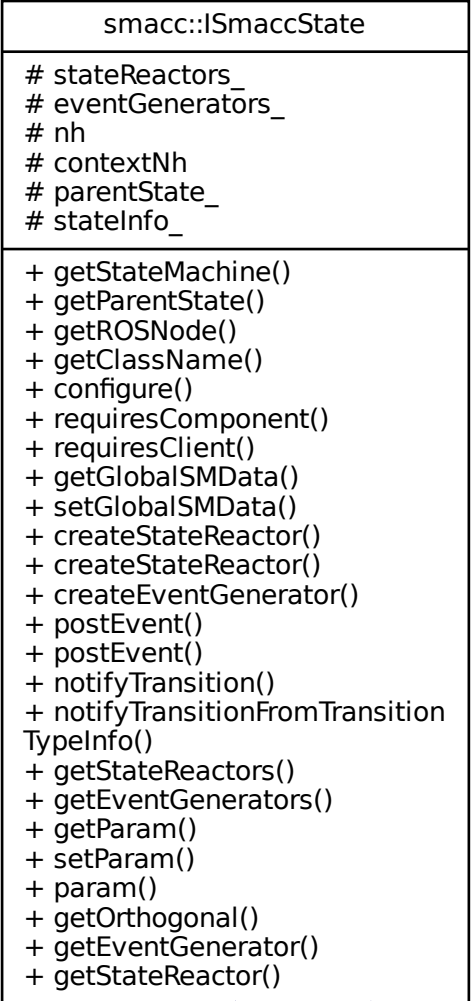 smacc::ISmaccState
# stateReactors_
# eventGenerators_
# nh
# contextNh
# parentState_
# stateInfo_
+ getStateMachine()
+ getParentState()
+ getROSNode()
+ getClassName()
+ configure()
+ requiresComponent()
+ requiresClient()
+ getGlobalSMData()
+ setGlobalSMData()
+ createStateReactor()
+ createStateReactor()
+ createEventGenerator()
+ postEvent()
+ postEvent()
+ notifyTransition()
+ notifyTransitionFromTransition
TypeInfo()
+ getStateReactors()
+ getEventGenerators()
+ getParam()
+ setParam()
+ param()
+ getOrthogonal()
+ getEventGenerator()
+ getStateReactor()